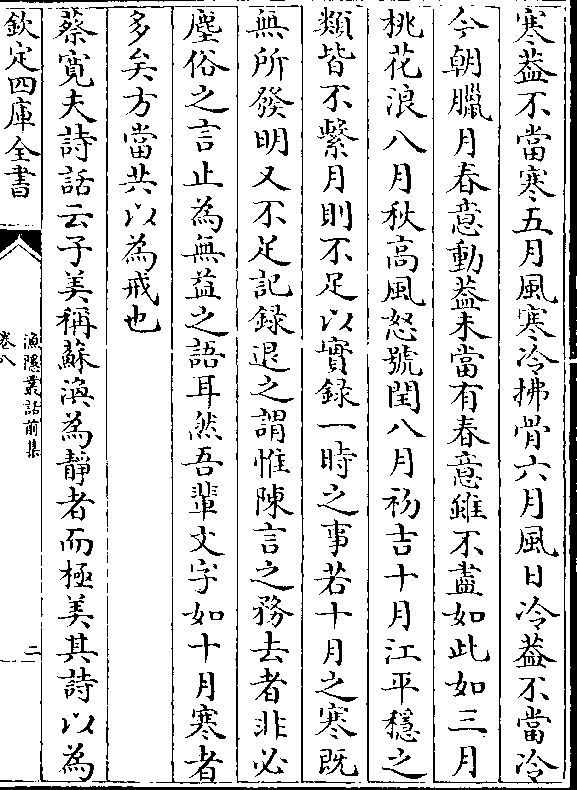 寒葢不當寒五月風寒冷拂骨六月風日冷葢不當冷
今朝臘月春意動葢未當有春意雖不盡如此如三月
桃花浪八月秋高風怒號閏八月初吉十月江平穩之
類皆不繫月則不足以實録一時之事若十月之寒既
無所發明又不足記録退之謂惟陳言之務去者非必
塵俗之言止為無益之語耳然吾輩文字如十月寒者
多矣方當共以為戒也
蔡寛夫詩話云子美稱蘇渙為靜者而極美其詩以為
欽定四庫全書
漁隱叢話前集
卷八
二